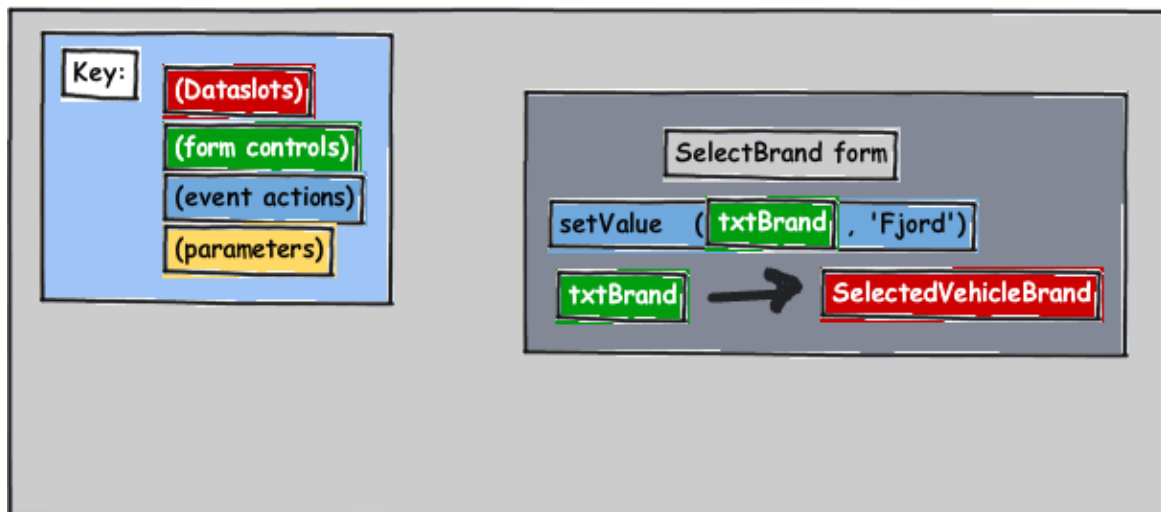 Key:
(Dataslots)
(form controls)
(event actions)
(parameters)
SelectBrand form
setValue (txtBrand, 'Fjord')
txtBrand SelectedVehicleBrand